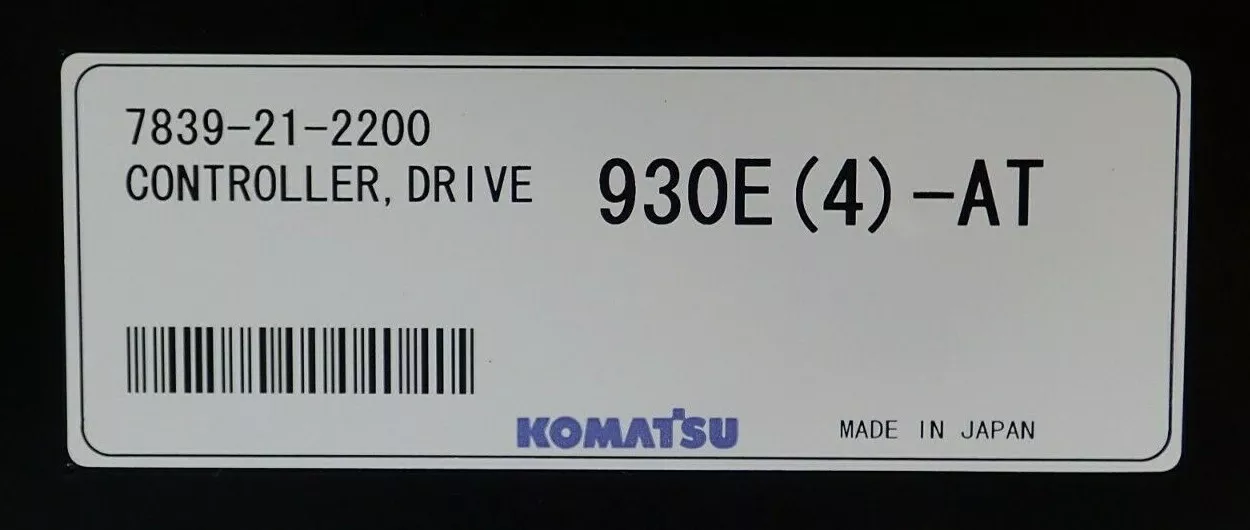 7839-21-2200
CONTROLLER, DRIVE
930E(4)-AT
KOMATSU
MADE IN JAPAN